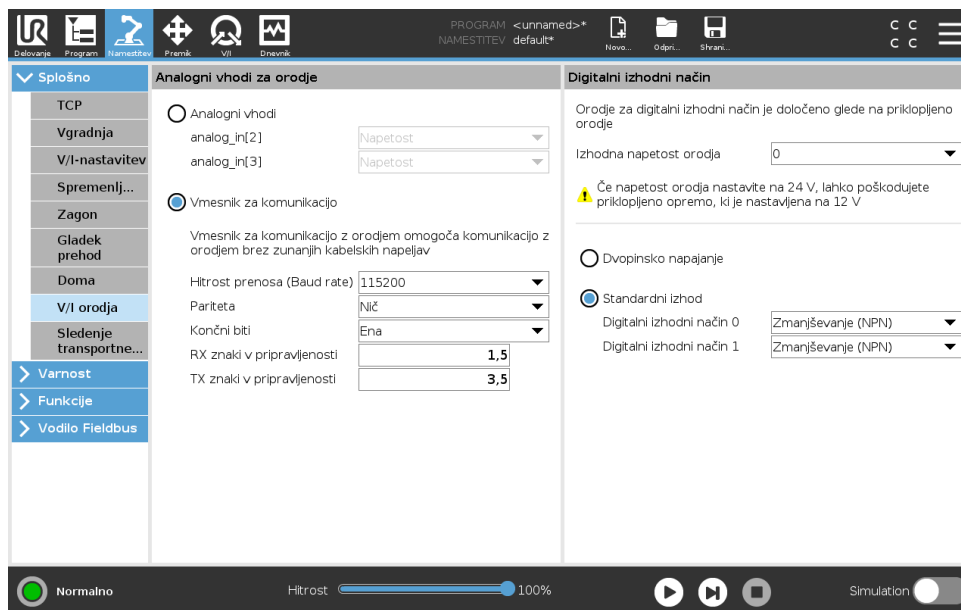 PROGRAM <unnamed>*
NAMESTITEV default*
Delovanje
Program
Namestitev
Premik
V/I
Dnevnik
Novo...
Odpri...
Shrani...
C C
C C
Splošno
TCP
Vgradnja
V/I-nastavitev
Spremenlj...
Zagon
Gladek
prehod
Doma
V/I orodja
Sledenje
transportne...
Varnost
Funkcije
Vodilo Fieldbus
Analogni vhodi za orodje
Analogni vhodi
analog_in[2] Napetost
analog_in[3] Napetost
Vmesnik za komunikacijo
Vmesnik za komunikacijo z orodjem omogoča komunikacijo z
orodjem brez zunanjih kabelskih napeljav
Hitrost prenosa (Baud rate) 115200
Pariteta Nič
Končni biti Ena
RX znaki v pripravljenosti 1,5
TX znaki v pripravljenosti 3,5
Digitalni izhodni način
Orodje za digitalni izhodni način je določeno glede na priklopljeno
orodje
Izhodna napetost orodja 0
Če napetost orodja nastavite na 24 V, lahko poškodujete
priklopljeno opremo, ki je nastavljena na 12 V
Dvopinsko napajanje
Standardni izhod
Digitalni izhodni način 0 Zmanjševanje (NPN)
Digitalni izhodni način 1 Zmanjševanje (NPN)
Normalno
Hitrost 100%
Simulation